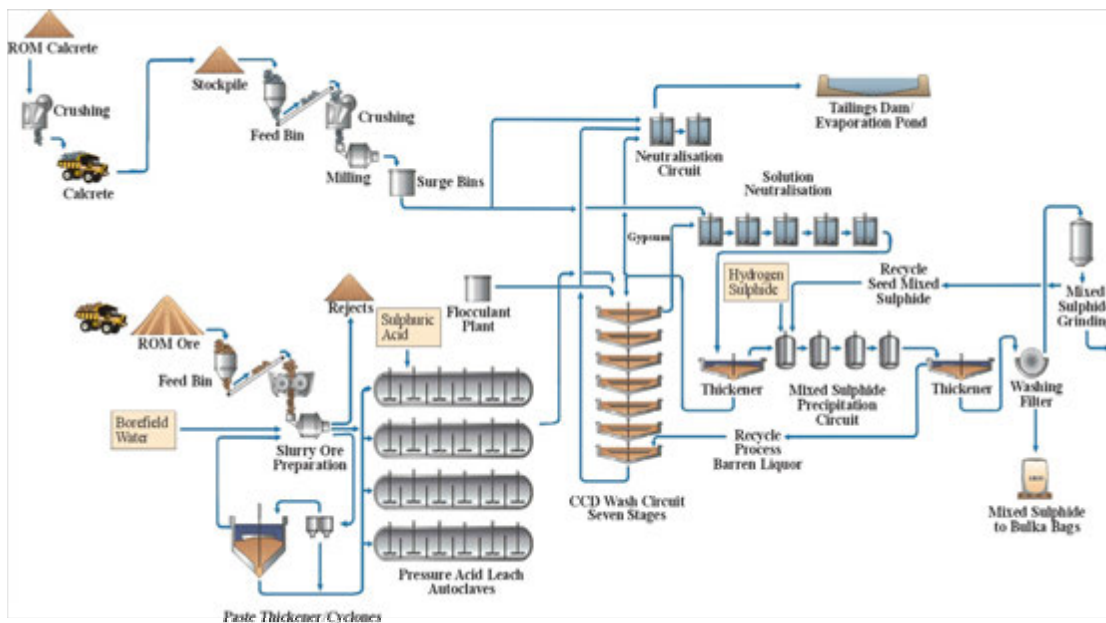 ROM Calcrete
Crushing
Calcrete
Stockpile
Feed Bin
Crushing
Milling
Surge Bins
Neutralisation
Circuit
Tailings Dam/
Evaporation Pond
Solution
Neutralisation
Gypsum
Hydrogen
Sulphide
Recycle
Seed Mixed
Sulphide
Mixed
Sulphide
Grinding
ROM Ore
Feed Bin
Rejects
Sulphuric
Acid
Flocculant
Plant
Borefield
Water
Slurry Ore
Preparation
Thickener
Mixed Sulphide
Precipitation
Circuit
Thickener
Washing
Filter
Recycle
Process
Barren Liquor
CCD Wash Circuit
Seven Stages
Mixed Sulphide
to Bulka Bags
Pressure Acid Leach
Autoclaves
Paste Thickener/Cyclones